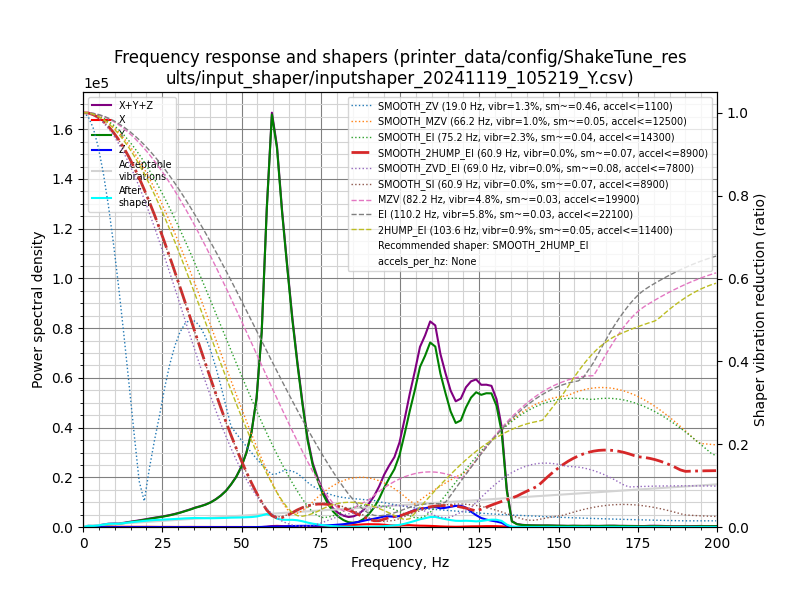 Frequency response and shapers (printer_data/config/ShakeTune_res
ults/input_shaper/inputshaper_20241119_105219_Y.csv)
1e5
X+Y+Z
X
Y
Z
Acceptable
vibrations
After
shaper
SMOOTH_ZV (19.0 Hz, vibr=1.3%, sm~=0.46, accel<=1100)
SMOOTH_MZV (66.2 Hz, vibr=1.0%, sm~=0.05, accel<=12500)
SMOOTH_EI (75.2 Hz, vibr=2.3%, sm~=0.04, accel<=14300)
SMOOTH_2HUMP_EI (60.9 Hz, vibr=0.0%, sm~=0.07, accel<=8900)
SMOOTH_ZVD_EI (69.0 Hz, vibr=0.0%, sm~=0.08, accel<=7800)
SMOOTH_SI (60.9 Hz, vibr=0.0%, sm~=0.07, accel<=8900)
MZV (82.2 Hz, vibr=4.8%, sm~=0.03, accel<=19900)
EI (110.2 Hz, vibr=5.8%, sm~=0.03, accel<=22100)
2HUMP_EI (103.6 Hz, vibr=0.9%, sm~=0.05, accel<=11400)
Recommended shaper: SMOOTH_2HUMP_EI
accels_per_hz: None
Power spectral density
1.6
1.4
1.2
1.0
0.8
0.6
0.4
0.2
0.0
1.0
0.8
0.6
0.4
0.2
0.0
Shaper vibration reduction (ratio)
0 25 50 75 100 125 150 175 200
Frequency, Hz